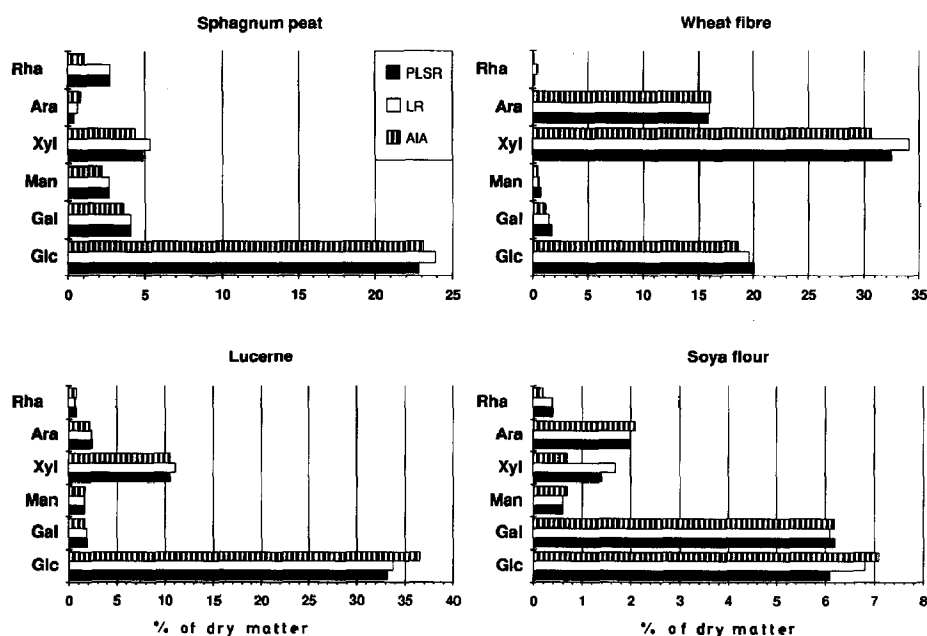 Sphagnum peat
Rha
Ara
Xyl
Man
Gal
Glc
0 5 10 15 20 25
PLSR
LR
AIA
Wheat fibre
Rha
Ara
Xyl
Man
Gal
Glc
0 5 10 15 20 25 30 35
Lucerne
Rha
Ara
Xyl
Man
Gal
Glc
0 5 10 15 20 25 30 35 40
% of dry matter
Soya flour
Rha
Ara
Xyl
Man
Gal
Glc
0 1 2 3 4 5 6 7 8
% of dry matter